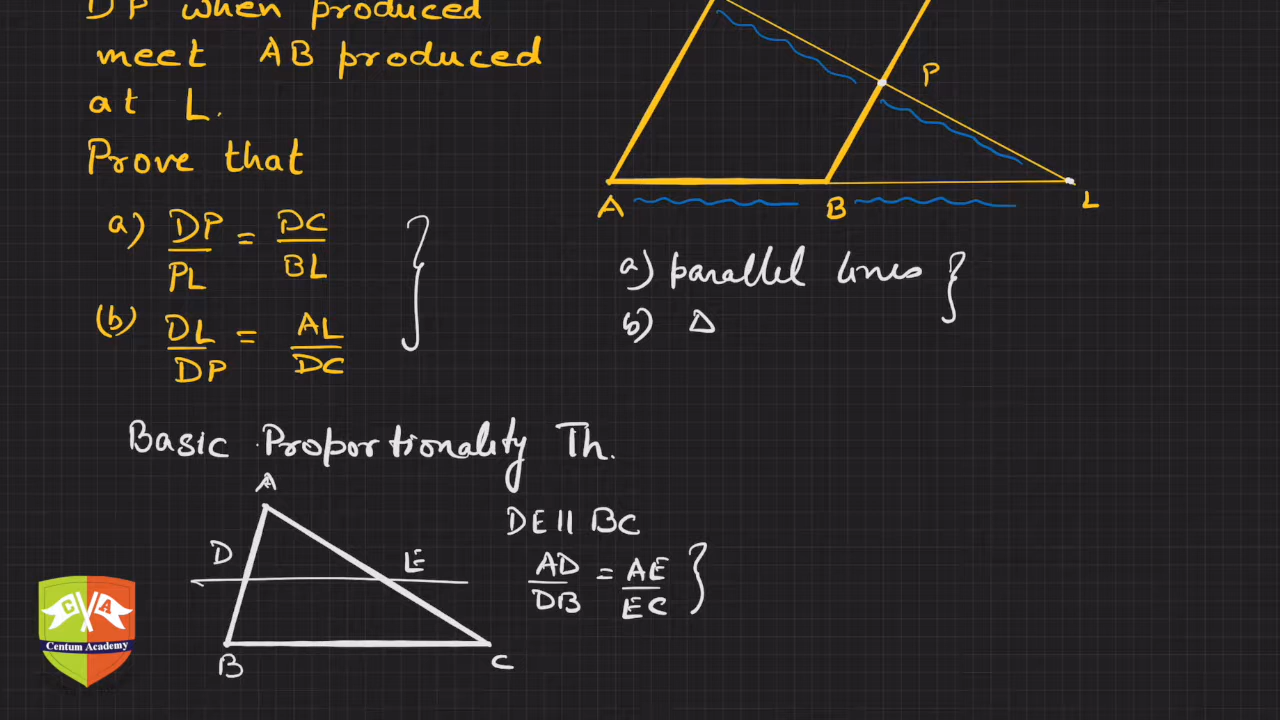 DP when produced
meet AB produced
at L.
Prove that
a) DP/PL = DC/BL
(b) DL/DP = AL/DC
P
A
B
L
a) parallel lines
b) Δ
Basic Proportionality Th.
A
D
E
B
C
DE || BC
AD/DB = AE/EC
C A
Centum Academy